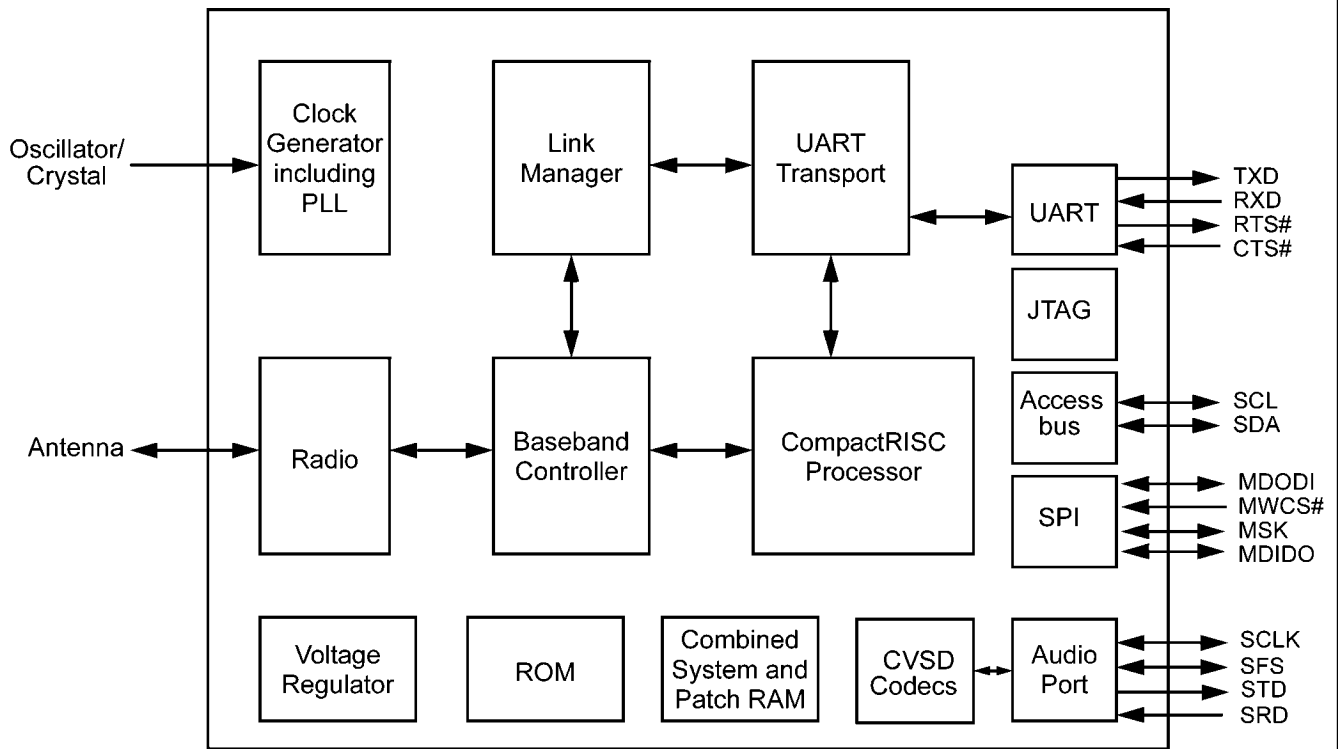 Oscillator/
Crystal
Clock
Generator
including
PLL
Link
Manager
UART
Transport
UART
TXD
RXD
RTS#
CTS#
JTAG
Antenna
Radio
Baseband
Controller
CompactRISC
Processor
Access
bus
SCL
SDA
SPI
MDODI
MWCS#
MSK
MDIDO
Voltage
Regulator
ROM
Combined
System and
Patch RAM
CVSD
Codecs
Audio
Port
SCLK
SFS
STD
SRD